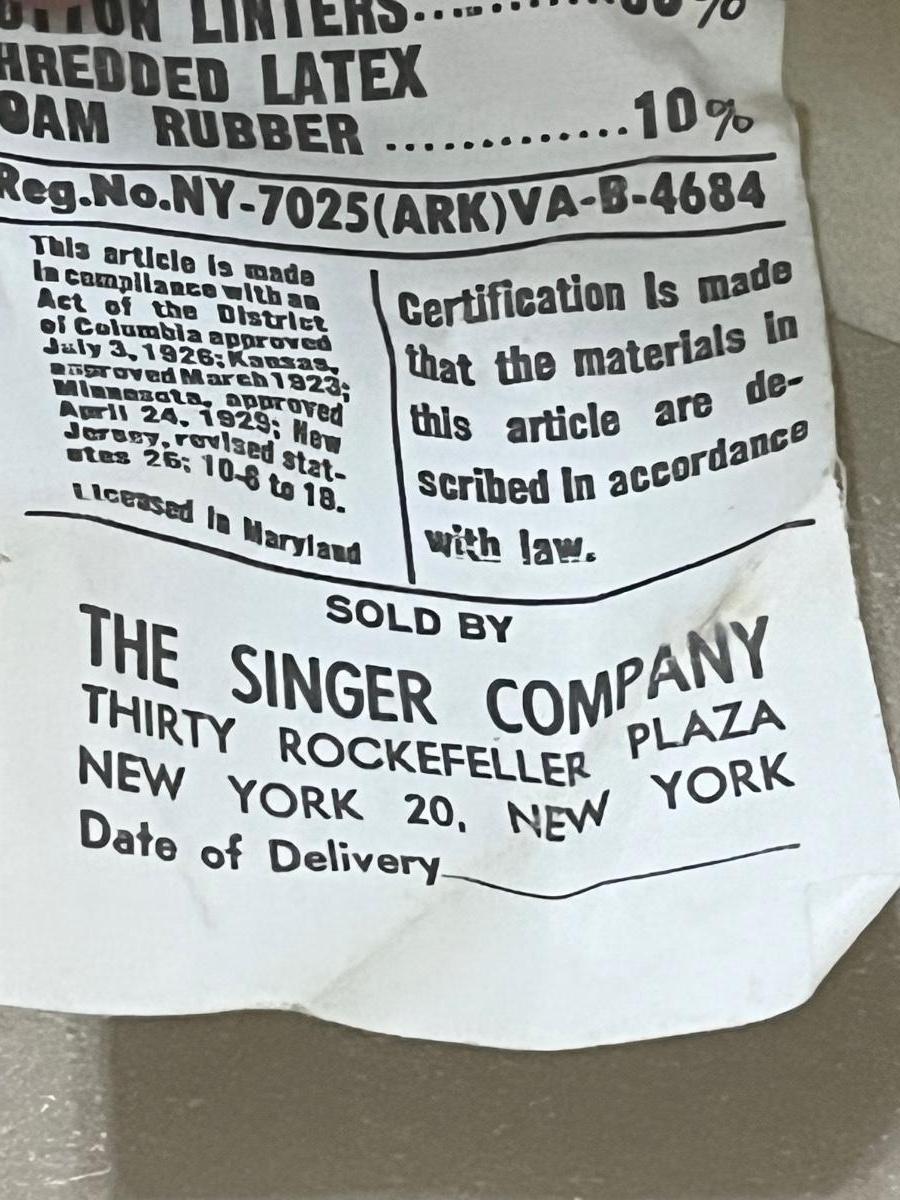 LINTERS............%
HREDDED LATEX
OAM RUBBER .............10%
Reg.No.NY-7025(ARK)VA-B-4684
This article is made
in compliance with an
Act of the District
of Columbia approved
July 3, 1926; Kansas,
approved March 1923;
Minnesota, approved
April 24, 1929; New
Jersey, revised stat-
utes 26; 10-6 to 18.
Licensed in Maryland
Certification is made
that the materials in
this article are de-
scribed in accordance
with law.
SOLD BY
THE SINGER COMPANY
THIRTY ROCKEFELLER PLAZA
NEW YORK 20, NEW YORK
Date of Delivery